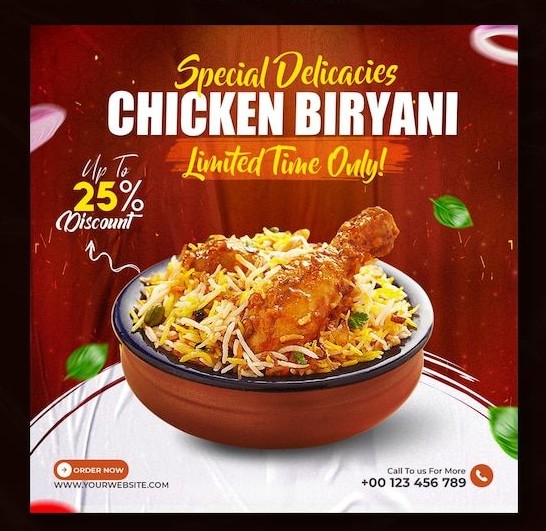 Special Delicacies
CHICKEN BIRYANI
Limited Time Only!
Up To
25%
Discount
ORDER NOW
WWW.YOURWEBSITE.COM
Call To Us For More
+00 123 456 789